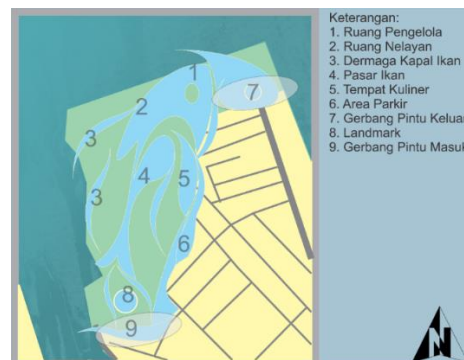 Keterangan:
1. Ruang Pengelola
2. Ruang Nelayan
3. Dermaga Kapal Ikan
4. Pasar Ikan
5. Tempat Kuliner
6. Area Parkir
7. Gerbang Pintu Keluar
8. Landmark
9. Gerbang Pintu Masuk
1
7
2
3
4
5
3
6
8
9
N